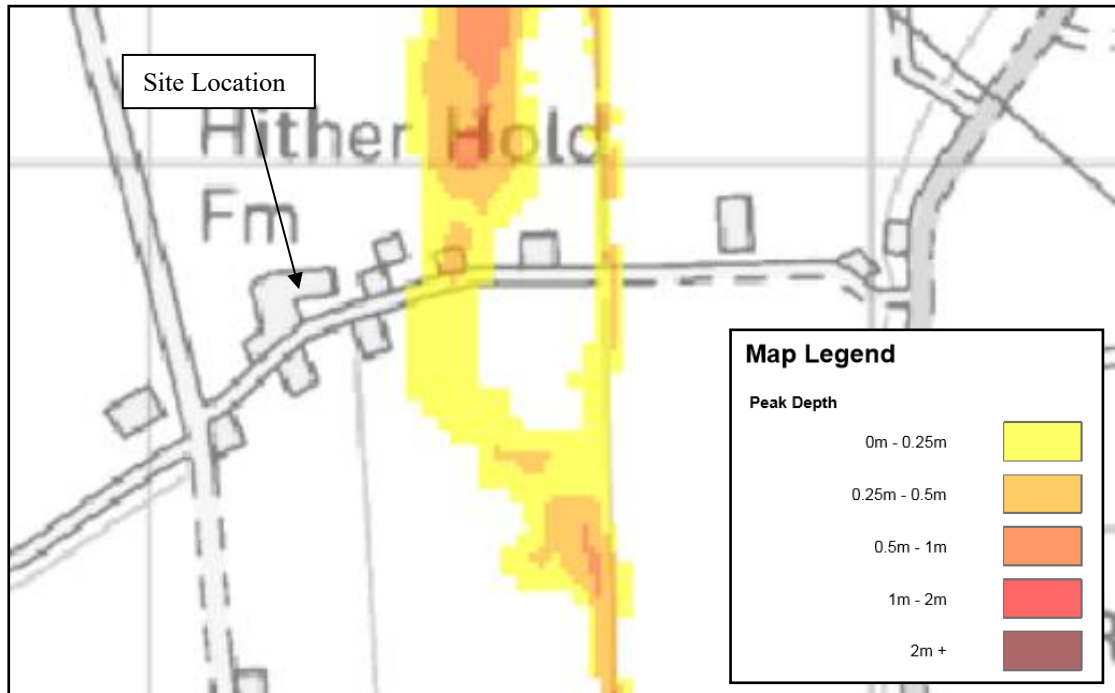 Site Location
Hither Hold
Fm
Map Legend
Peak Depth
0m - 0.25m
0.25m - 0.5m
0.5m - 1m
1m - 2m
2m +